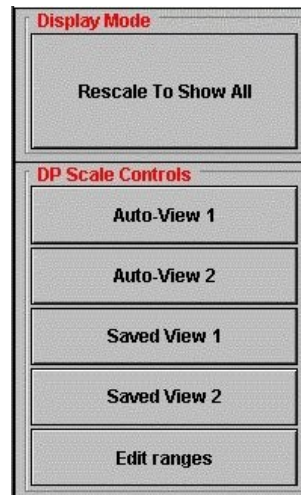 Display Mode
Rescale To Show All
DP Scale Controls
Auto-View 1
Auto-View 2
Saved View 1
Saved View 2
Edit ranges